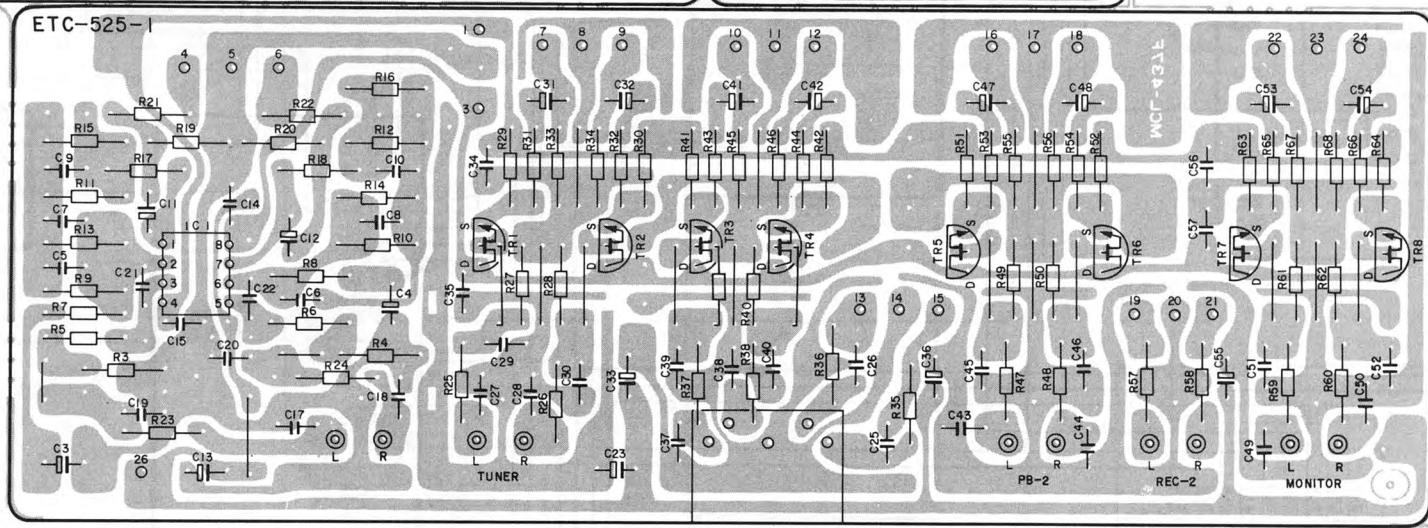 ETC-525-1
1
7
8
9
10
11
12
16
17
18
22
23
24
4
5
6
MCL-437F
R16
C31
C32
C41
C42
C47
C48
C53
C54
R21
R22
3
R15
R19
R20
R12
R29
R31
R33
R34
R32
R30
R41
R43
R45
R46
R44
R42
R51
R53
R55
R56
R54
R52
R63
R65
R67
R68
R66
R64
C9
R17
R18
C10
C34
C56
R11
R14
C11
C14
C7
C8
C57
IC1
R13
C12
R10
1
8
2
7
3
6
4
5
S
D
TR1
TR2
S
D
TR3
TR4
S
D
TR5
TR6
S
D
TR7
TR8
C5
R8
R9
C21
C22
C6
C4
C35
R27
R28
R40
R49
R50
R61
R62
R7
R6
13
14
15
19
20
21
R5
C15
C20
R3
R4
R24
C18
C29
R25
C27
C28
R26
C30
C33
C39
R37
C38
R38
C40
R36
C26
C36
R35
C45
R47
R48
C46
R57
R58
C55
C51
R59
R60
C50
C52
C19
R23
C17
C3
26
C13
L
R
L
R
TUNER
C23
C37
C25
C43
L
R
C44
PB-2
L
R
REC-2
C49
L
R
MONITOR